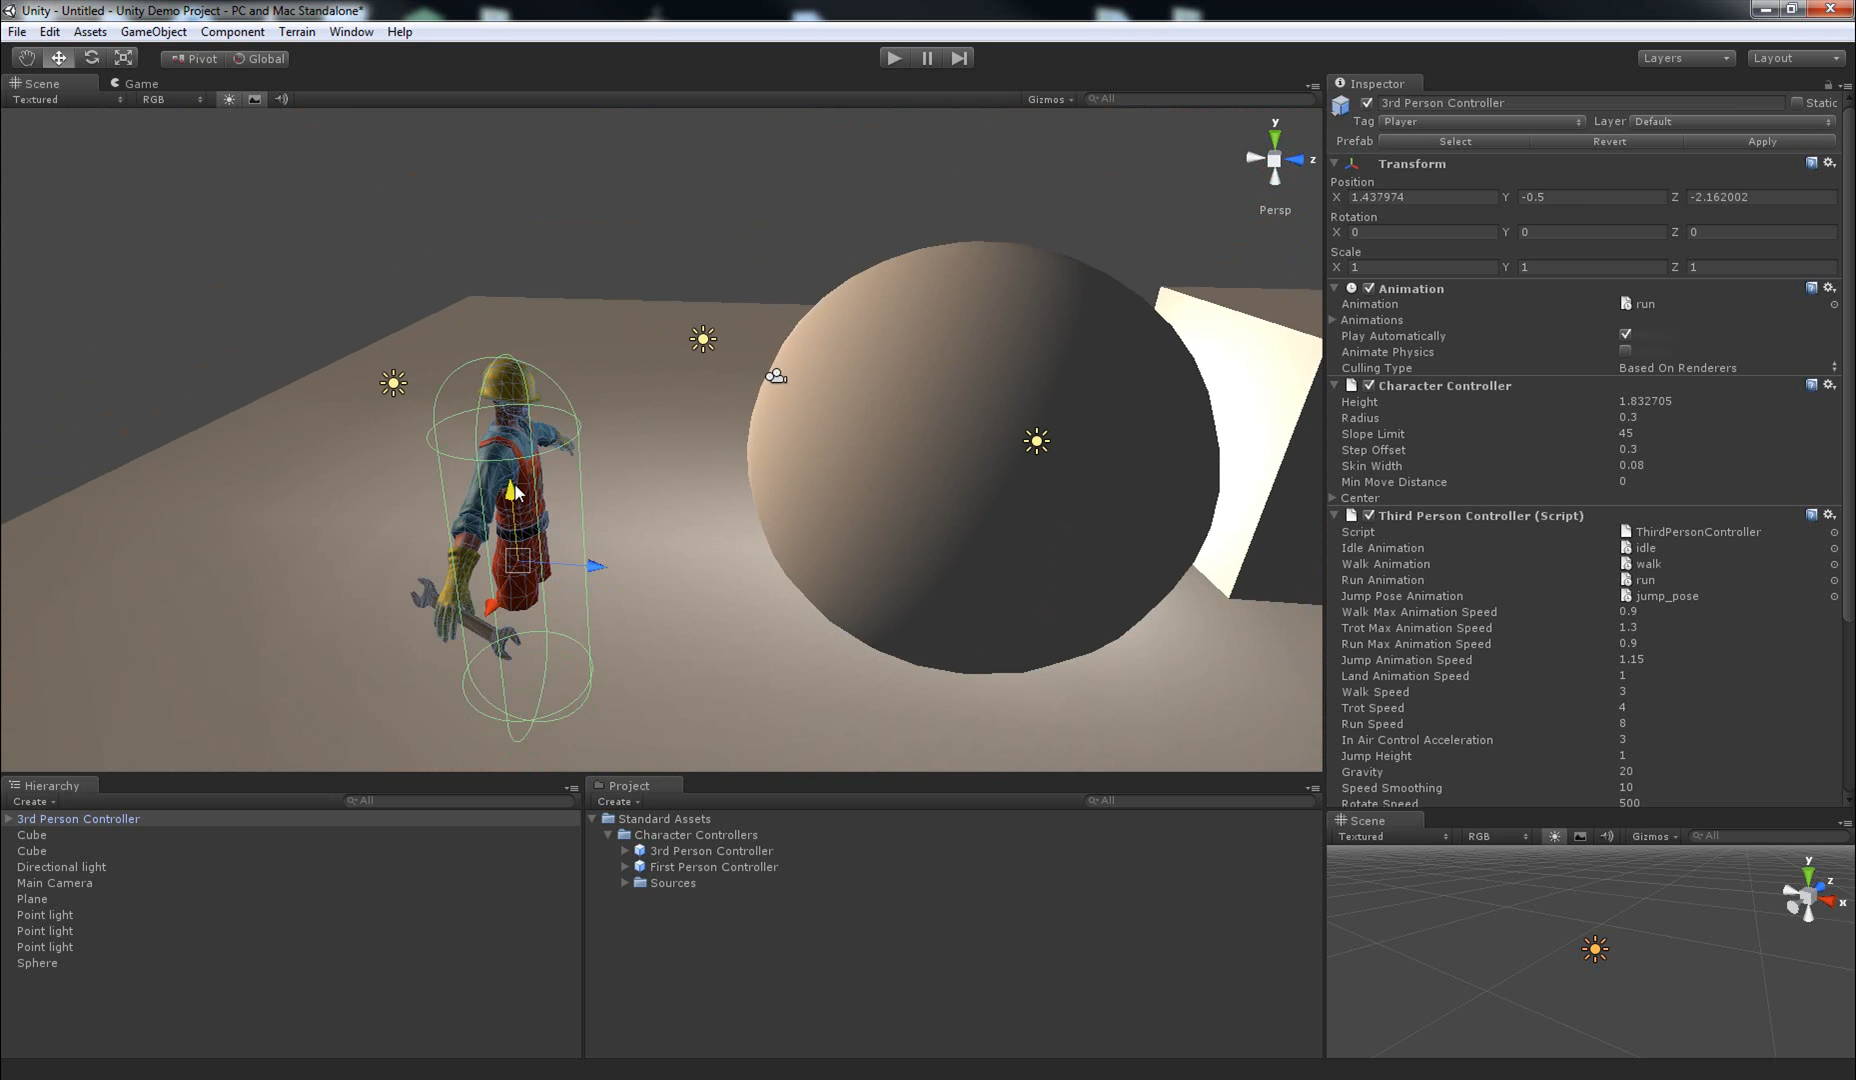 Unity - Untitled - Unity Demo Project - PC and Mac Standalone*
File Edit Assets GameObject Component Terrain Window Help
Pivot Global Layers Layout
Scene Game
Textured RGB Gizmos All
y
z
Persp
Inspector
3rd Person Controller Static
Tag Player Layer Default
Prefab Select Revert Apply
Transform
Position
X 1.437974 Y -0.5 Z -2.162002
Rotation
X 0 Y 0 Z 0
Scale
X 1 Y 1 Z 1
Animation
Animation run
Animations
Play Automatically
Animate Physics
Culling Type Based On Renderers
Character Controller
Height 1.832705
Radius 0.3
Slope Limit 45
Step Offset 0.3
Skin Width 0.08
Min Move Distance 0
Center
Third Person Controller (Script)
Script ThirdPersonController
Idle Animation idle
Walk Animation walk
Run Animation run
Jump Pose Animation jump_pose
Walk Max Animation Speed 0.9
Trot Max Animation Speed 1.3
Run Max Animation Speed 0.9
Jump Animation Speed 1.15
Land Animation Speed 1
Walk Speed 3
Trot Speed 4
Run Speed 8
In Air Control Acceleration 3
Jump Height 1
Gravity 20
Speed Smoothing 10
Rotate Speed 500
Hierarchy
Create All
3rd Person Controller
Cube
Cube
Directional light
Main Camera
Plane
Point light
Point light
Point light
Sphere
Project
Create All
Standard Assets
Character Controllers
3rd Person Controller
First Person Controller
Sources
Scene
Textured RGB Gizmos All
y
z
x